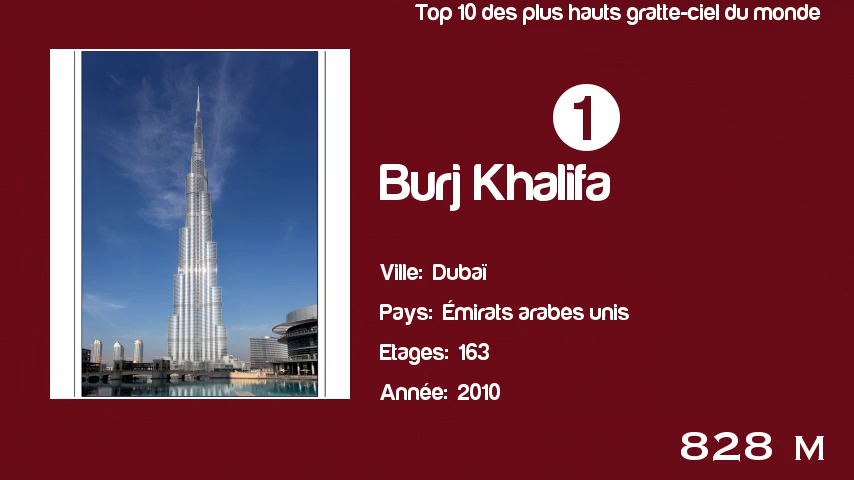 Top 10 des plus hauts gratte-ciel du monde
1
Burj Khalifa
Ville: Dubaï
Pays: Émirats arabes unis
Etages: 163
Année: 2010
828 M